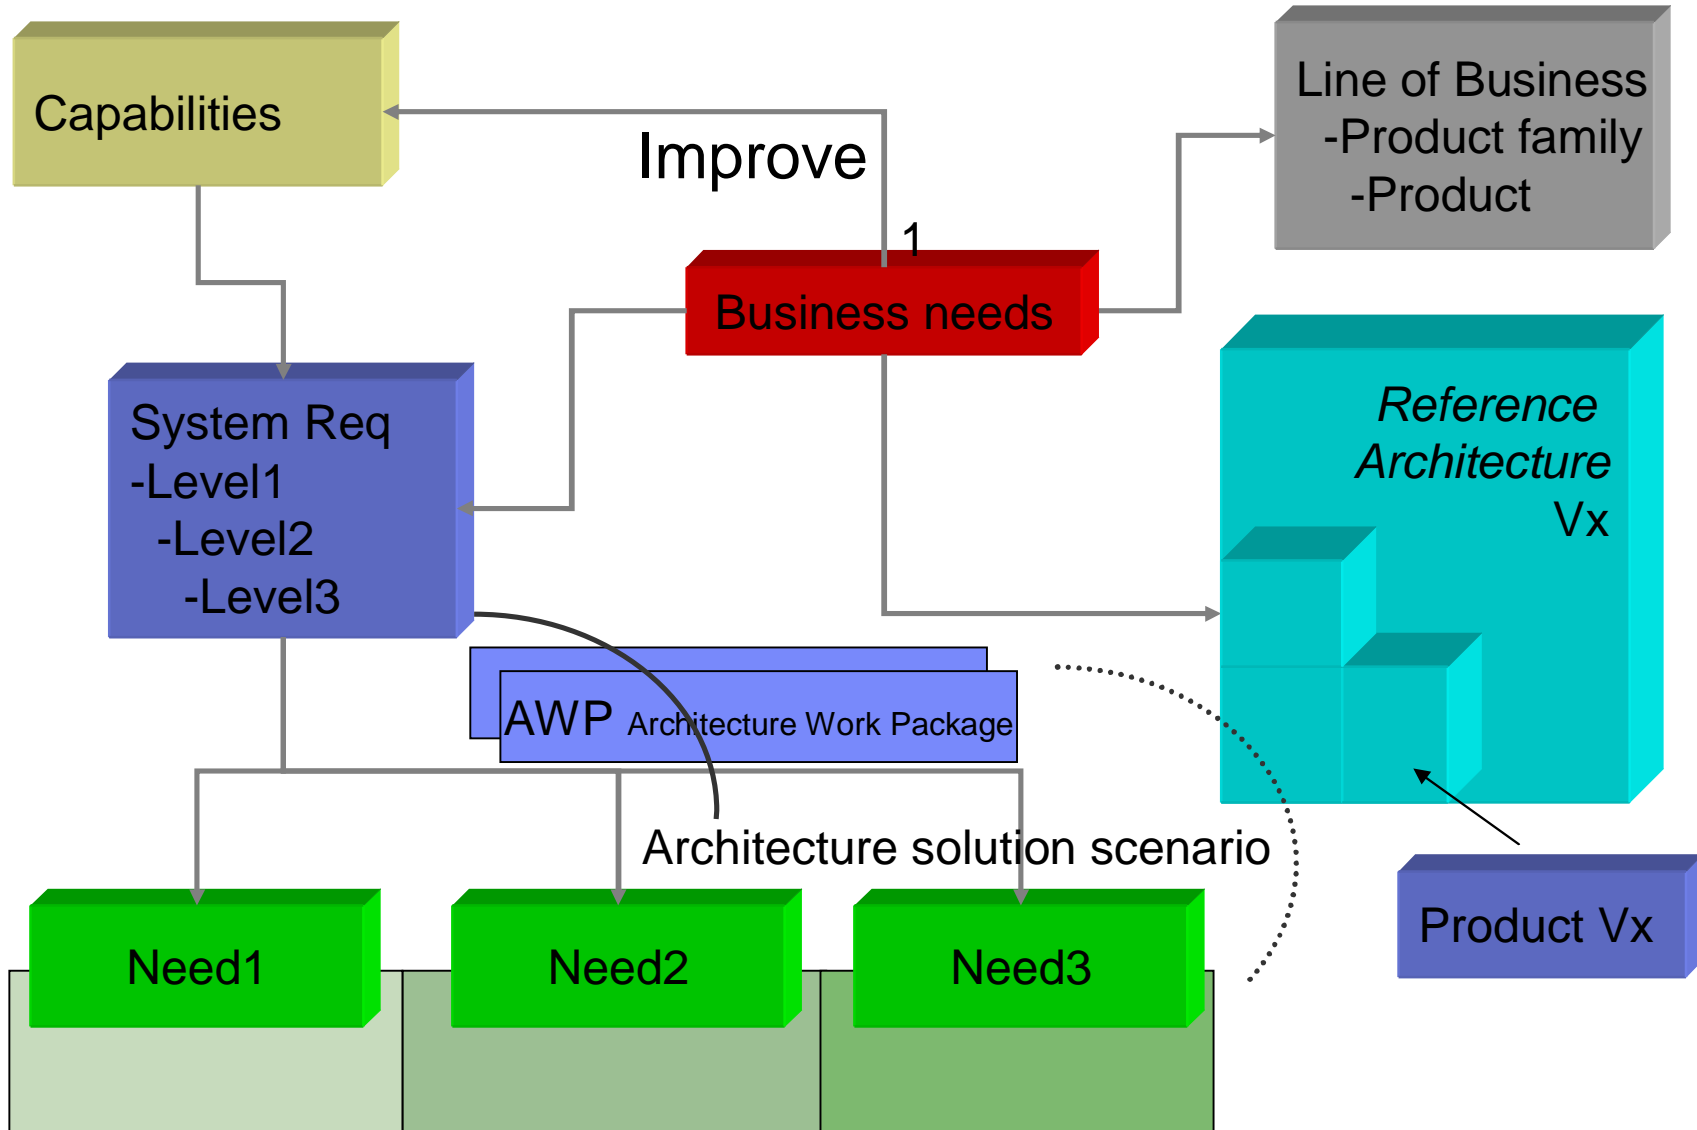 Capabilities
Improve
Line of Business
-Product family
-Product
1
Business needs
System Req
-Level1
-Level2
-Level3
Reference
Architecture
Vx
AWP Architecture Work Package
Architecture solution scenario
Product Vx
Need1
Need2
Need3